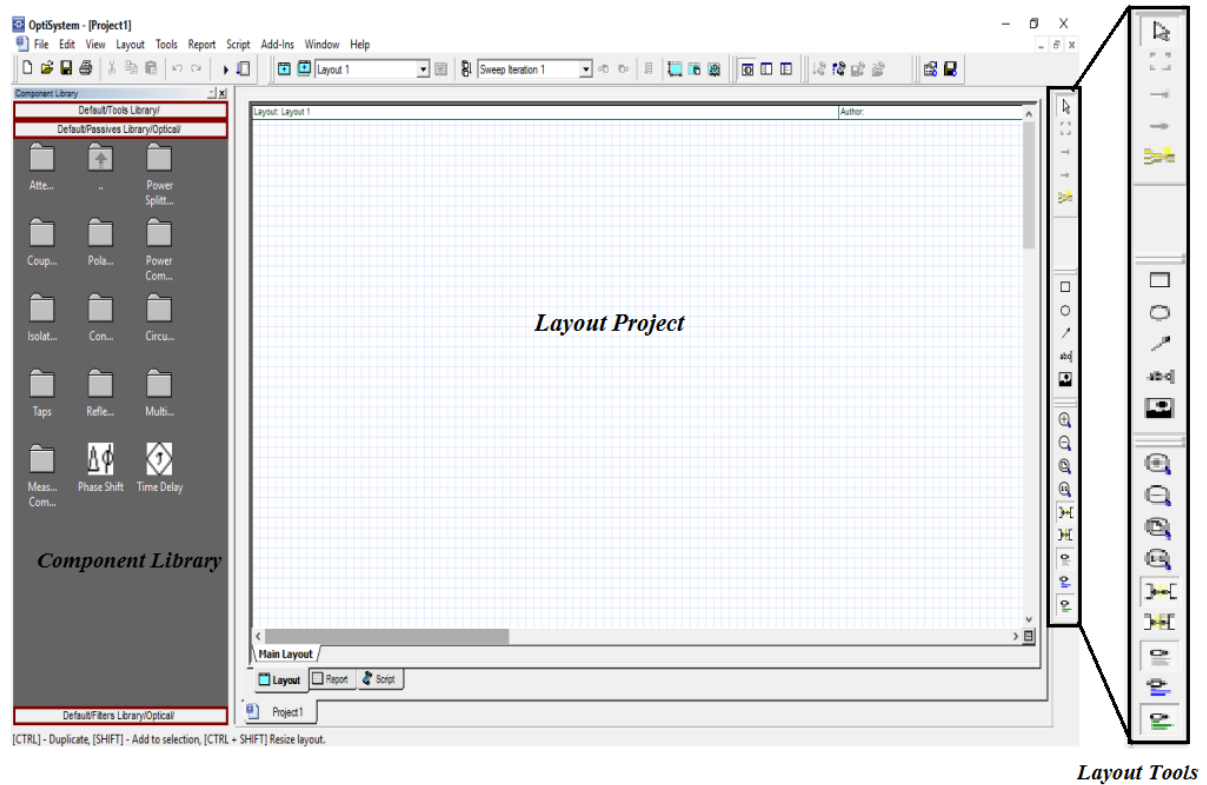 OptiSystem - [Project1]
File Edit View Layout Tools Report Script Add-Ins Window Help
Layout 1
Sweep Iteration 1
Component Library
Default/Tools Library/
Default/Passives Library/Optical/
Layout: Layout 1
Author:
Atte...
..
Power
Splitt...
Coup...
Pola...
Power
Com...
Isolat...
Con...
Circu...
Taps
Refle...
Multi...
Meas...
Com...
Phase Shift
Time Delay
Component Library
Layout Project
abc
Main Layout
Layout
Report
Script
Default/Filters Library/Optical/
Project1
[CTRL] - Duplicate, [SHIFT] - Add to selection, [CTRL + SHIFT] Resize layout.
Layout Tools